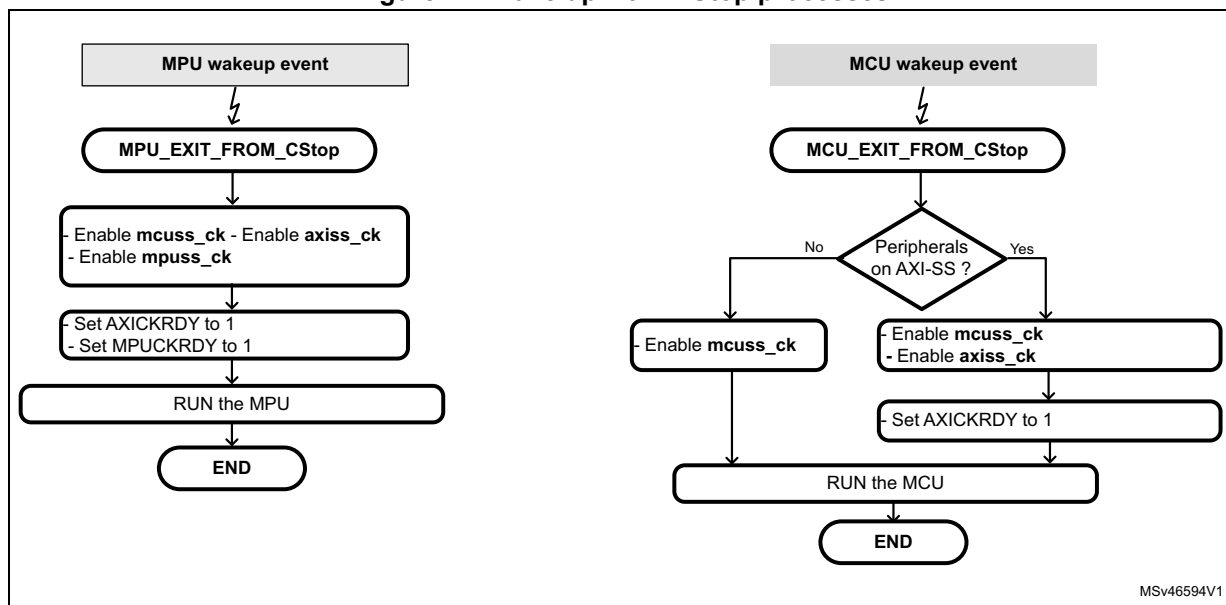 MPU wakeup event
MPU_EXIT_FROM_CStop
- Enable mcuss_ck - Enable axiss_ck
- Enable mpuss_ck
- Set AXICKRDY to 1
- Set MPUCKRDY to 1
RUN the MPU
END
MCU wakeup event
MCU_EXIT_FROM_CStop
Peripherals
on AXI-SS ?
No
Yes
- Enable mcuss_ck
- Enable mcuss_ck
- Enable axiss_ck
- Set AXICKRDY to 1
RUN the MCU
END
MSv46594V1